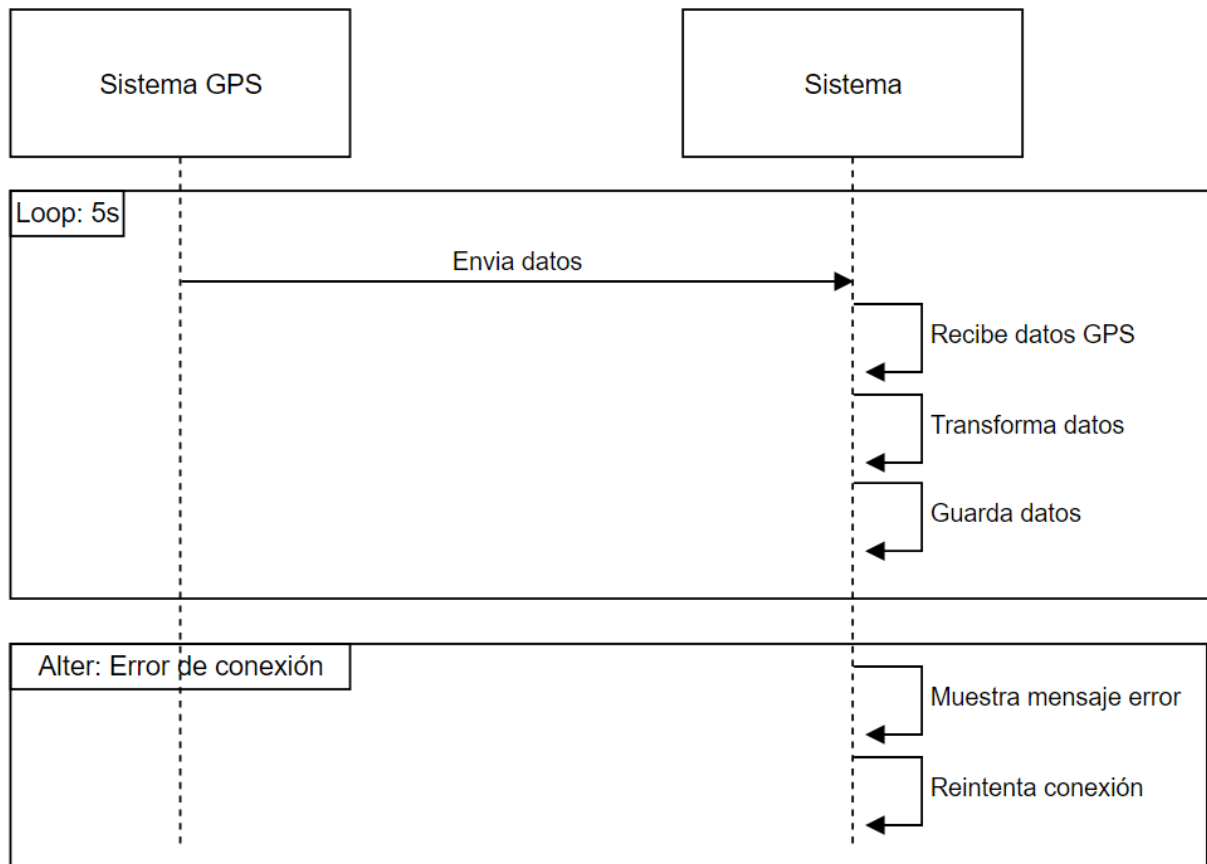 Sistema GPS
Sistema
Loop: 5s
Envia datos
Recibe datos GPS
Transforma datos
Guarda datos
Alter: Error de conexión
Muestra mensaje error
Reintenta conexión